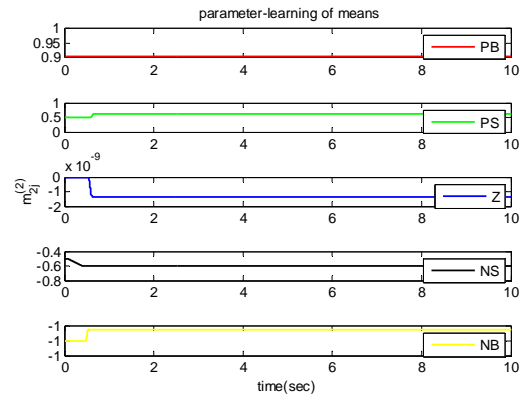 parameter-learning of means
1
0.95
0.9
PB
0 2 4 6 8 10
1
0.5
0
PS
0 2 4 6 8 10
x 10^-9
0
-1
-2
m_{2j}^{(2)}
Z
0 2 4 6 8 10
-0.4
-0.6
-0.8
NS
0 2 4 6 8 10
-1
-1
-1
NB
0 2 4 6 8 10
time(sec)